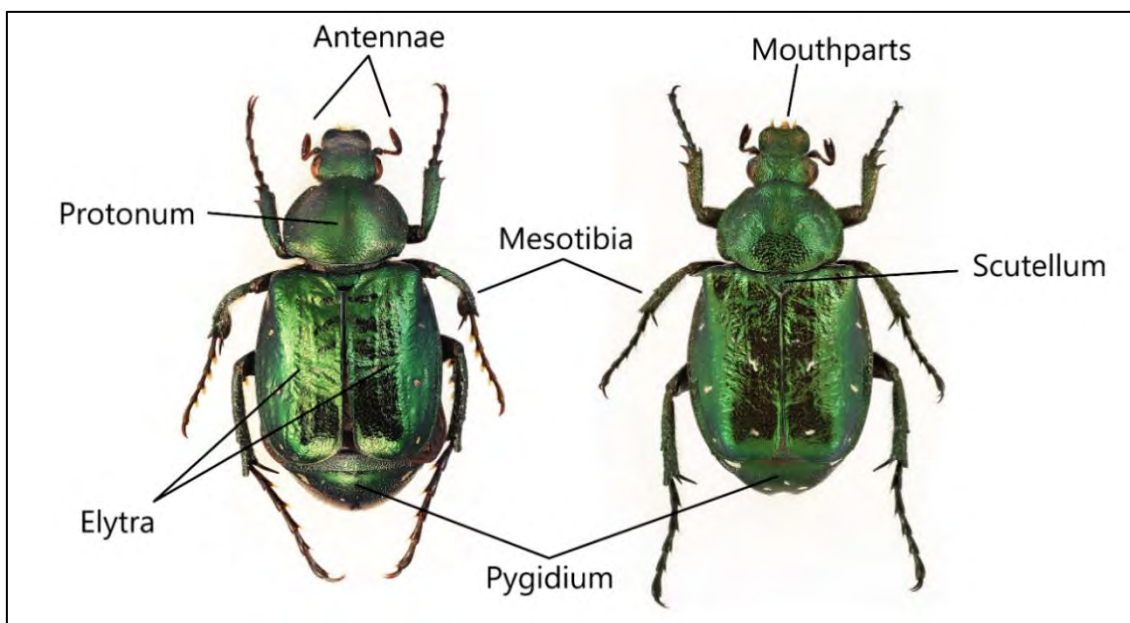 Antennae
Mouthparts
Protonum
Mesotibia
Scutellum
Elytra
Pygidium